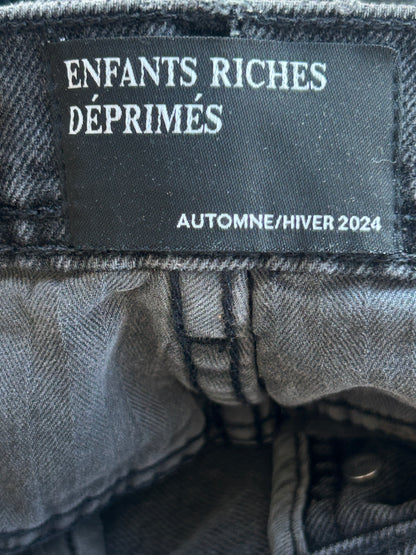 ENFANTS RICHES
DÉPRIMÉS
AUTOMNE/HIVER 2024